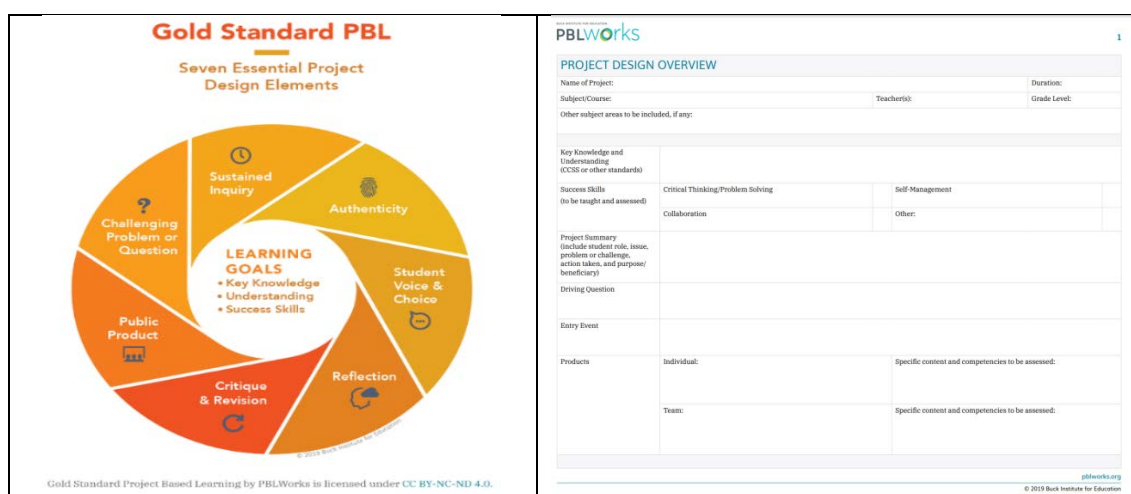 Gold Standard PBL
Seven Essential Project
Design Elements
Sustained
Inquiry
Authenticity
Student
Voice &
Choice
Reflection
Critique
& Revision
Public
Product
?
Challenging
Problem or
Question
LEARNING
GOALS
• Key Knowledge
• Understanding
• Success Skills
© 2019 Buck Institute for Education
Gold Standard Project Based Learning by PBLWorks is licensed under CC BY-NC-ND 4.0.
BUCK INSTITUTE FOR EDUCATION
PBLWorks
1
PROJECT DESIGN OVERVIEW
Name of Project:
Duration:
Subject/Course:
Teacher(s):
Grade Level:
Other subject areas to be included, if any:
Key Knowledge and
Understanding
(CCSS or other standards)
Success Skills
(to be taught and assessed)
Critical Thinking/Problem Solving
Self-Management
Collaboration
Other:
Project Summary
(include student role, issue,
problem or challenge,
action taken, and purpose/
beneficiary)
Driving Question
Entry Event
Products
Individual:
Specific content and competencies to be assessed:
Team:
Specific content and competencies to be assessed:
pblworks.org
© 2019 Buck Institute for Education